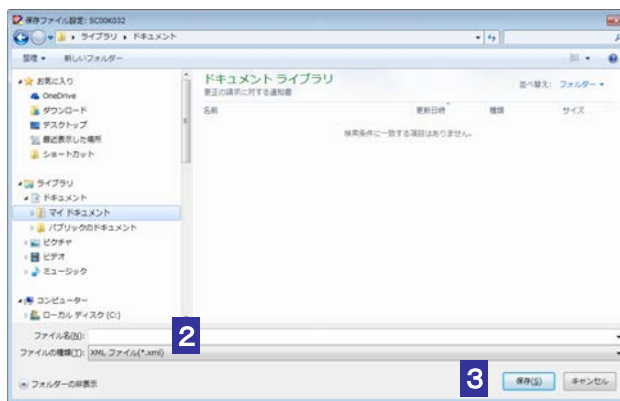 保存ファイル設定: SC00K032
ライブラリ ▸ ドキュメント
整理 ▾ 新しいフォルダー
お気に入り
OneDrive
ダウンロード
デスクトップ
最近表示した場所
ショートカット
ライブラリ
ドキュメント
マイ ドキュメント
パブリックのドキュメント
ピクチャ
ビデオ
ミュージック
コンピューター
ローカル ディスク (C:)
ドキュメント ライブラリ
更正の請求に対する通知書
並べ替え: フォルダー ▾
名前 更新日時 種類 サイズ
検索条件に一致する項目はありません。
ファイル名(N):
2
ファイルの種類(T): XML ファイル(*.xml)
フォルダーの非表示
3
保存(S) キャンセル